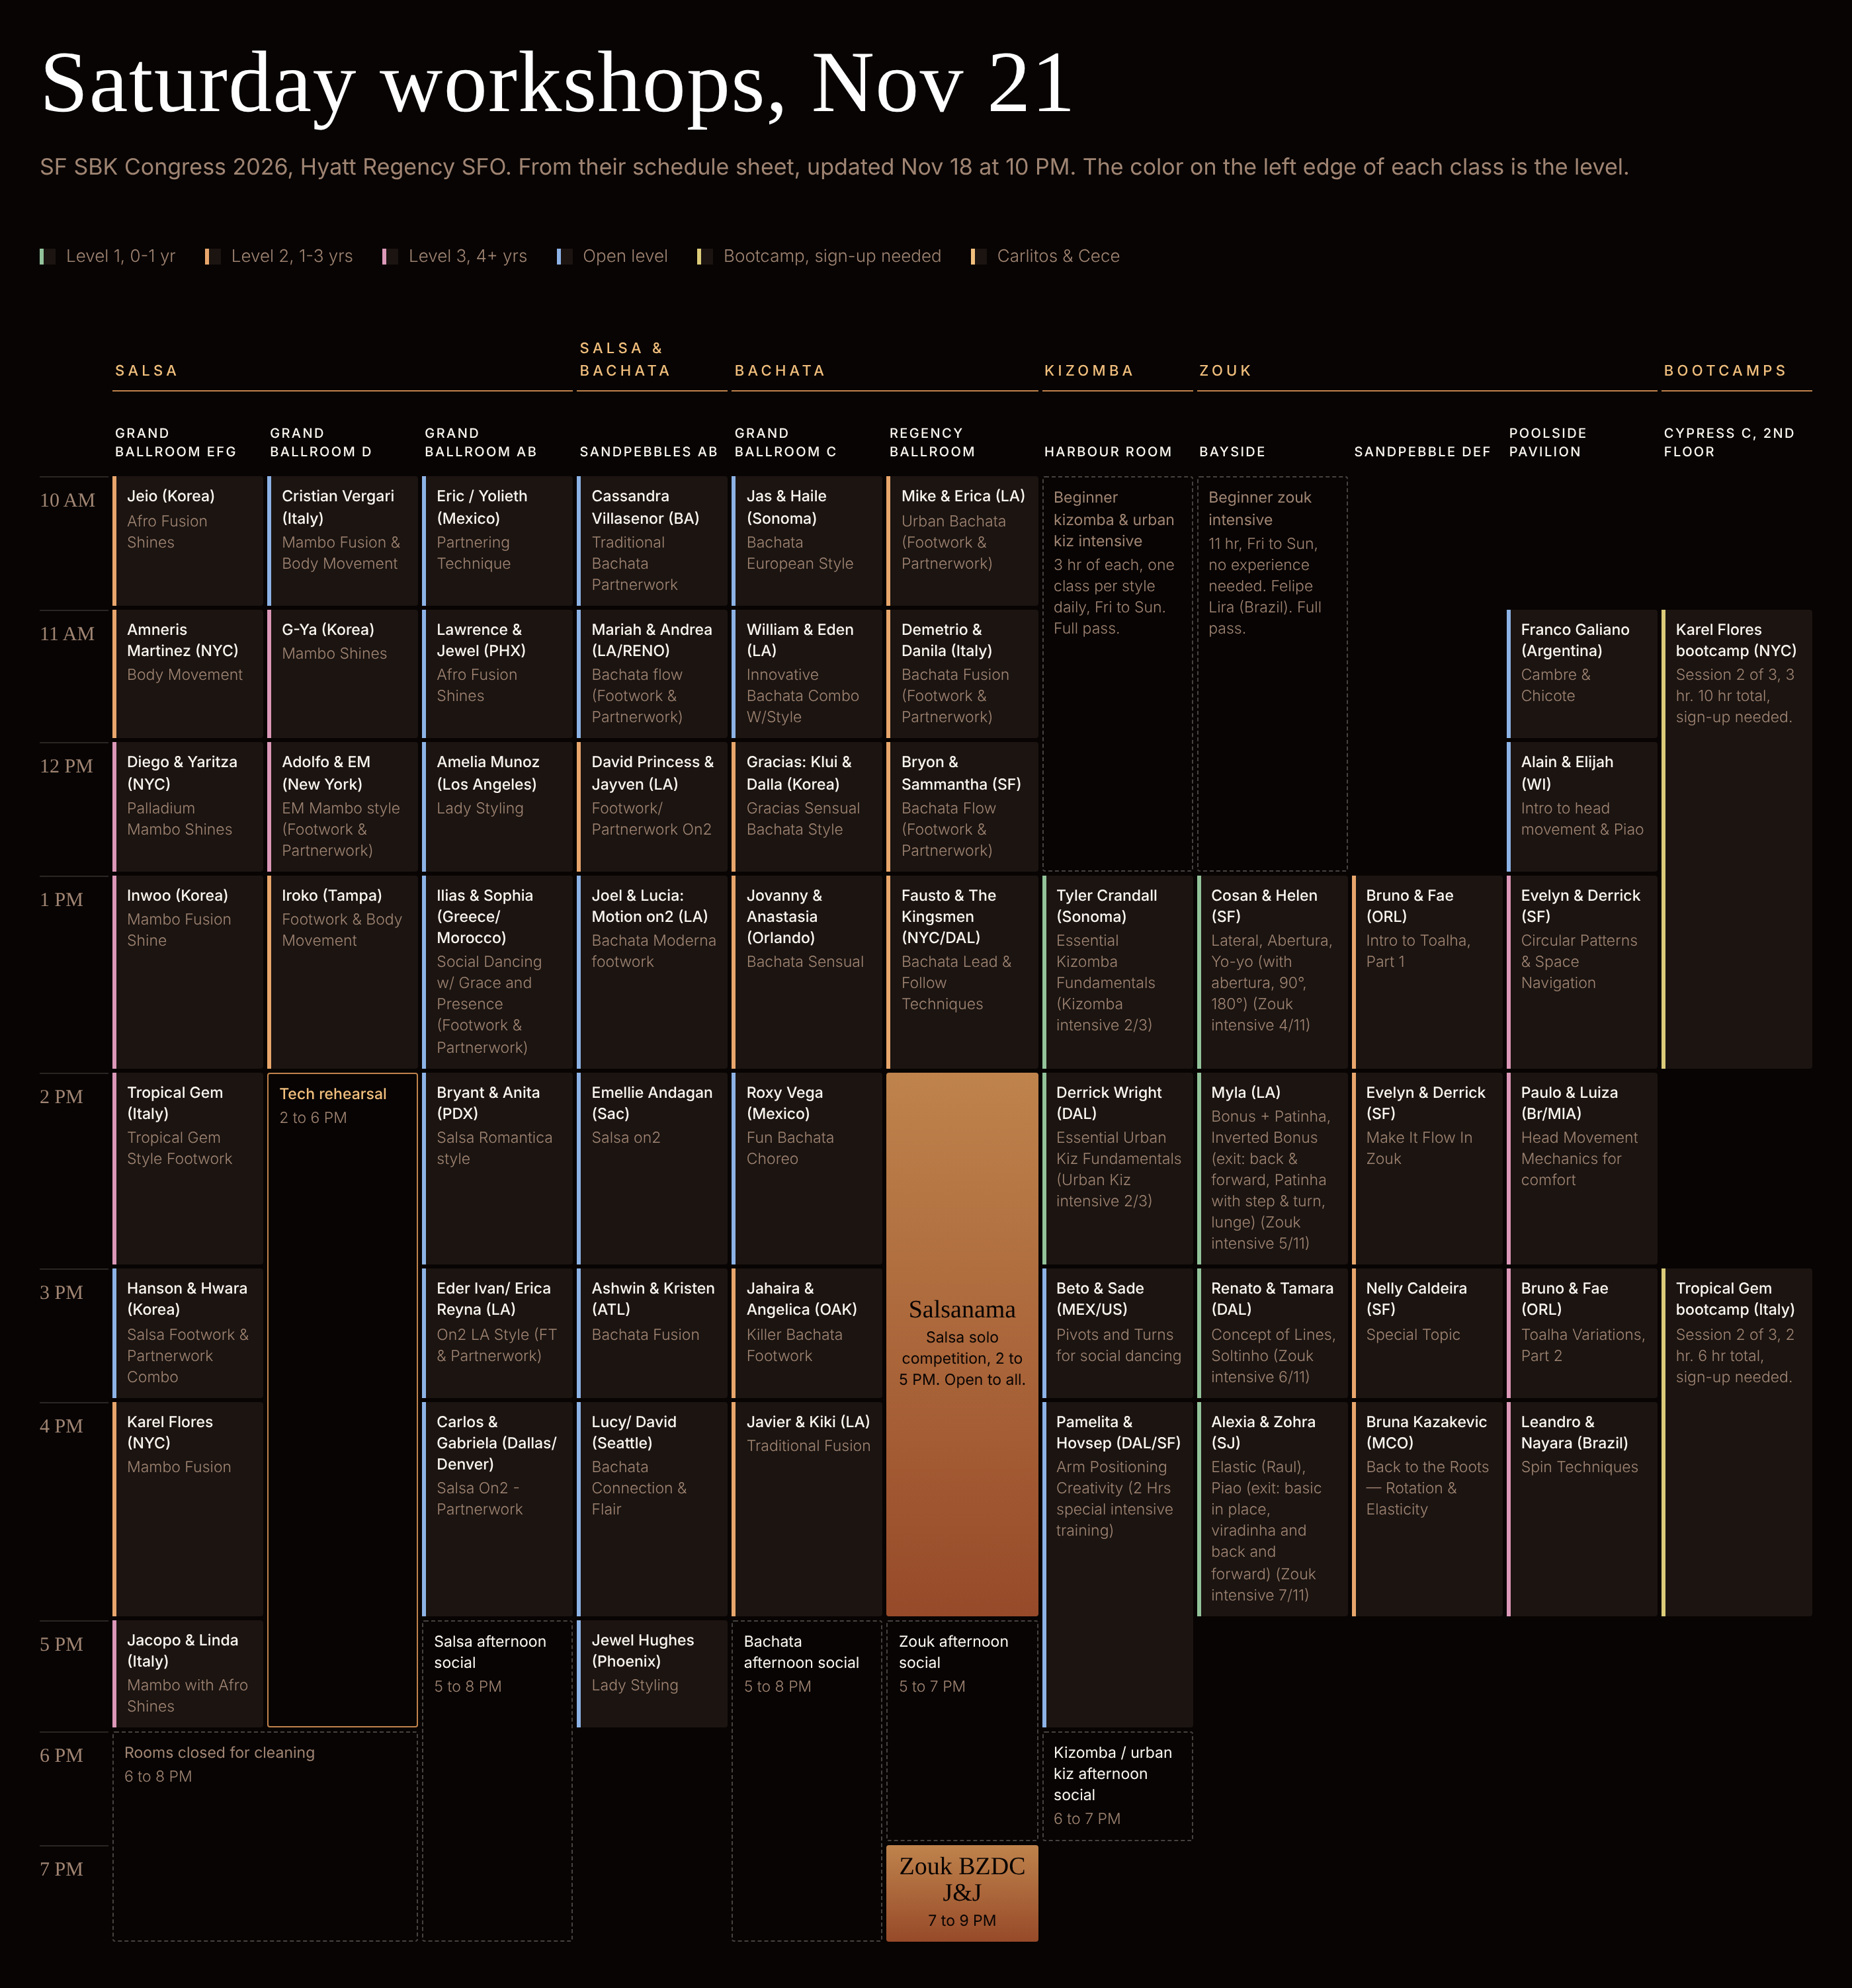 Saturday workshops, Nov 21
SF SBK Congress 2026, Hyatt Regency SFO. From their schedule sheet, updated Nov 18 at 10 PM. The color on the left edge of each class is the level.
Level 1, 0-1 yr
Level 2, 1-3 yrs
Level 3, 4+ yrs
Open level
Bootcamp, sign-up needed
Carlitos & Cece
SALSA
SALSA &
BACHATA
BACHATA
KIZOMBA
ZOUK
BOOTCAMPS
GRAND
BALLROOM EFG
GRAND
BALLROOM D
GRAND
BALLROOM AB
SANDPEBBLES AB
GRAND
BALLROOM C
REGENCY
BALLROOM
HARBOUR ROOM
BAYSIDE
SANDPEBBLE DEF
POOLSIDE
PAVILION
CYPRESS C, 2ND
FLOOR
10 AM
Jeio (Korea)
Afro Fusion
Shines
Cristian Vergari
(Italy)
Mambo Fusion &
Body Movement
Eric / Yolieth
(Mexico)
Partnering
Technique
Cassandra
Villasenor (BA)
Traditional
Bachata
Partnerwork
Jas & Haile
(Sonoma)
Bachata
European Style
Mike & Erica (LA)
Urban Bachata
(Footwork &
Partnerwork)
Beginner
kizomba & urban
kiz intensive
3 hr of each, one
class per style
daily, Fri to Sun.
Full pass.
Beginner zouk
intensive
11 hr, Fri to Sun,
no experience
needed. Felipe
Lira (Brazil). Full
pass.
11 AM
Amneris
Martinez (NYC)
Body Movement
G-Ya (Korea)
Mambo Shines
Lawrence &
Jewel (PHX)
Afro Fusion
Shines
Mariah & Andrea
(LA/RENO)
Bachata flow
(Footwork &
Partnerwork)
William & Eden
(LA)
Innovative
Bachata Combo
W/Style
Demetrio &
Danila (Italy)
Bachata Fusion
(Footwork &
Partnerwork)
Franco Galiano
(Argentina)
Cambre &
Chicote
Karel Flores
bootcamp (NYC)
Session 2 of 3, 3
hr. 10 hr total,
sign-up needed.
12 PM
Diego & Yaritza
(NYC)
Palladium
Mambo Shines
Adolfo & EM
(New York)
EM Mambo style
(Footwork &
Partnerwork)
Amelia Munoz
(Los Angeles)
Lady Styling
David Princess &
Jayven (LA)
Footwork/
Partnerwork On2
Gracias: Klui &
Dalla (Korea)
Gracias Sensual
Bachata Style
Bryon &
Sammantha (SF)
Bachata Flow
(Footwork &
Partnerwork)
Alain & Elijah
(WI)
Intro to head
movement & Piao
1 PM
Inwoo (Korea)
Mambo Fusion
Shine
Iroko (Tampa)
Footwork & Body
Movement
Ilias & Sophia
(Greece/
Morocco)
Social Dancing
w/ Grace and
Presence
(Footwork &
Partnerwork)
Joel & Lucia:
Motion on2 (LA)
Bachata Moderna
footwork
Jovanny &
Anastasia
(Orlando)
Bachata Sensual
Fausto & The
Kingsmen
(NYC/DAL)
Bachata Lead &
Follow
Techniques
Tyler Crandall
(Sonoma)
Essential
Kizomba
Fundamentals
(Kizomba
intensive 2/3)
Cosan & Helen
(SF)
Lateral, Abertura,
Yo-yo (with
abertura, 90°,
180°) (Zouk
intensive 4/11)
Bruno & Fae
(ORL)
Intro to Toalha,
Part 1
Evelyn & Derrick
(SF)
Circular Patterns
& Space
Navigation
2 PM
Tropical Gem
(Italy)
Tropical Gem
Style Footwork
Tech rehearsal
2 to 6 PM
Bryant & Anita
(PDX)
Salsa Romantica
style
Emellie Andagan
(Sac)
Salsa on2
Roxy Vega
(Mexico)
Fun Bachata
Choreo
Salsanama
Salsa solo
competition, 2 to
5 PM. Open to all.
Derrick Wright
(DAL)
Essential Urban
Kiz Fundamentals
(Urban Kiz
intensive 2/3)
Myla (LA)
Bonus + Patinha,
Inverted Bonus
(exit: back &
forward, Patinha
with step & turn,
lunge) (Zouk
intensive 5/11)
Evelyn & Derrick
(SF)
Make It Flow In
Zouk
Paulo & Luiza
(Br/MIA)
Head Movement
Mechanics for
comfort
3 PM
Hanson & Hwara
(Korea)
Salsa Footwork &
Partnerwork
Combo
Eder Ivan/ Erica
Reyna (LA)
On2 LA Style (FT
& Partnerwork)
Ashwin & Kristen
(ATL)
Bachata Fusion
Jahaira &
Angelica (OAK)
Killer Bachata
Footwork
Beto & Sade
(MEX/US)
Pivots and Turns
for social dancing
Renato & Tamara
(DAL)
Concept of Lines,
Soltinho (Zouk
intensive 6/11)
Nelly Caldeira
(SF)
Special Topic
Bruno & Fae
(ORL)
Toalha Variations,
Part 2
Tropical Gem
bootcamp (Italy)
Session 2 of 3, 2
hr. 6 hr total,
sign-up needed.
4 PM
Karel Flores
(NYC)
Mambo Fusion
Carlos &
Gabriela (Dallas/
Denver)
Salsa On2 -
Partnerwork
Lucy/ David
(Seattle)
Bachata
Connection &
Flair
Javier & Kiki (LA)
Traditional Fusion
Pamelita &
Hovsep (DAL/SF)
Arm Positioning
Creativity (2 Hrs
special intensive
training)
Alexia & Zohra
(SJ)
Elastic (Raul),
Piao (exit: basic
in place,
viradinha and
back and
forward) (Zouk
intensive 7/11)
Bruna Kazakevic
(MCO)
Back to the Roots
— Rotation &
Elasticity
Leandro &
Nayara (Brazil)
Spin Techniques
5 PM
Jacopo & Linda
(Italy)
Mambo with Afro
Shines
Salsa afternoon
social
5 to 8 PM
Jewel Hughes
(Phoenix)
Lady Styling
Bachata
afternoon social
5 to 8 PM
Zouk afternoon
social
5 to 7 PM
6 PM
Rooms closed for cleaning
6 to 8 PM
Kizomba / urban
kiz afternoon
social
6 to 7 PM
7 PM
Zouk BZDC
J&J
7 to 9 PM